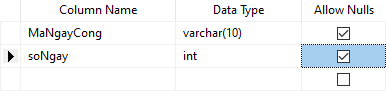 Column Name Data Type Allow Nulls
MaNgayCong varchar(10)
soNgay int